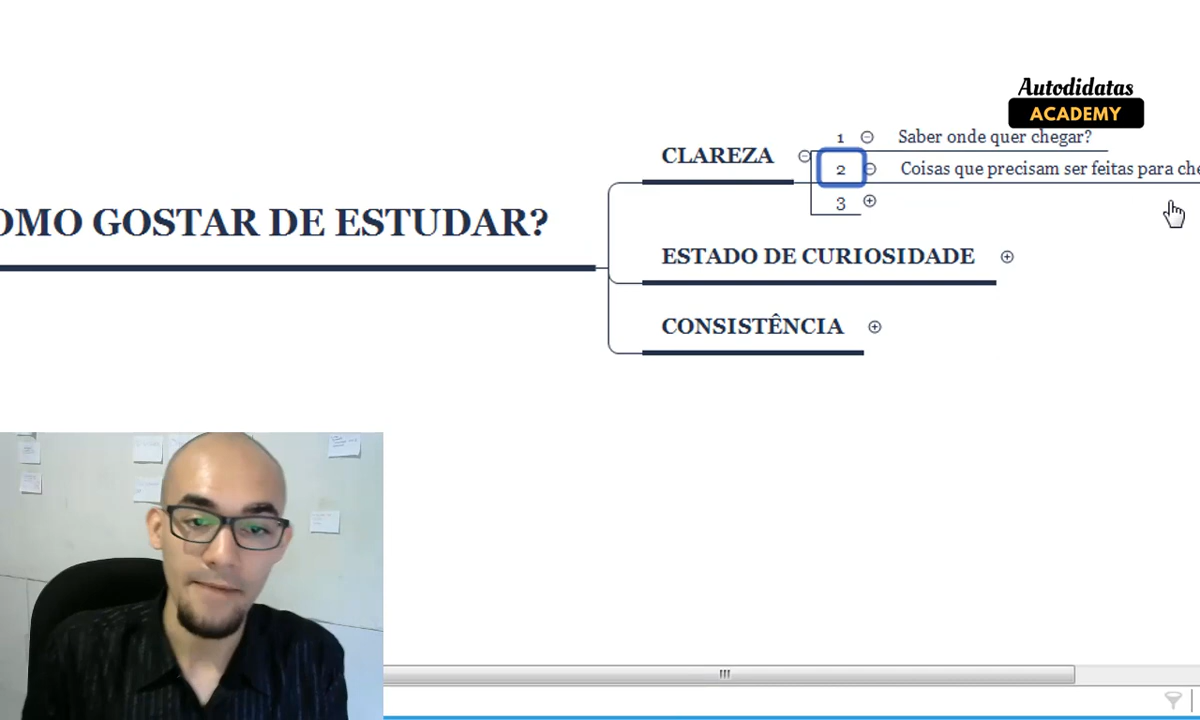 Autodidatas
ACADEMY
OMO GOSTAR DE ESTUDAR?
CLAREZA
1 Saber onde quer chegar?
2 Coisas que precisam ser feitas para che
3
ESTADO DE CURIOSIDADE
CONSISTÊNCIA